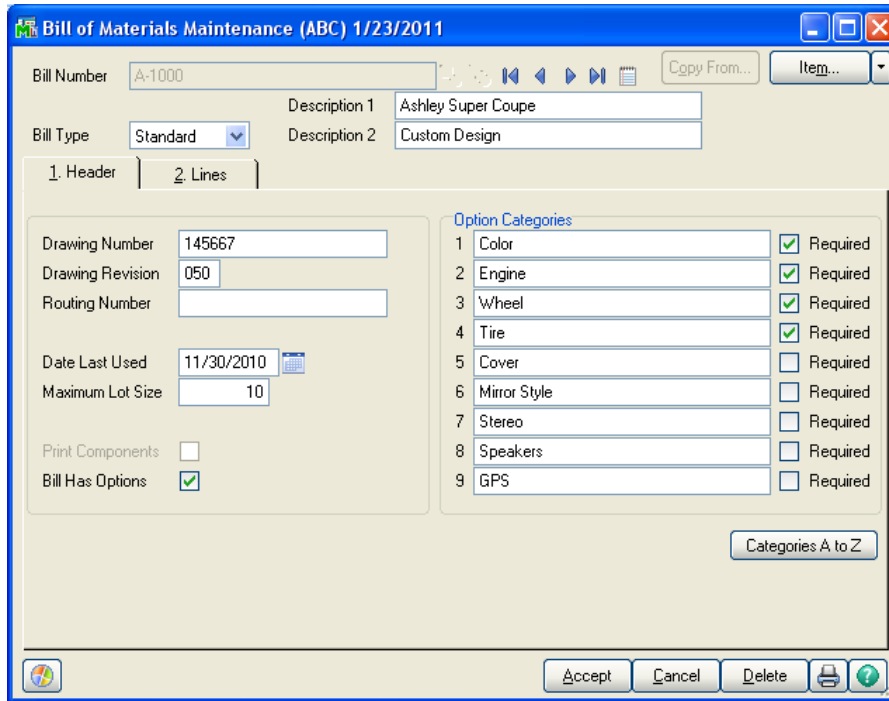 Bill of Materials Maintenance (ABC) 1/23/2011
Bill Number A-1000 Copy From... Item...
Description 1 Ashley Super Coupe
Bill Type Standard Description 2 Custom Design
1. Header 2. Lines
Option Categories
Drawing Number 145667 1 Color Required
Drawing Revision 050 2 Engine Required
Routing Number 3 Wheel Required
4 Tire Required
Date Last Used 11/30/2010 5 Cover Required
Maximum Lot Size 10 6 Mirror Style Required
7 Stereo Required
Print Components 8 Speakers Required
Bill Has Options 9 GPS Required
Categories A to Z
Accept Cancel Delete